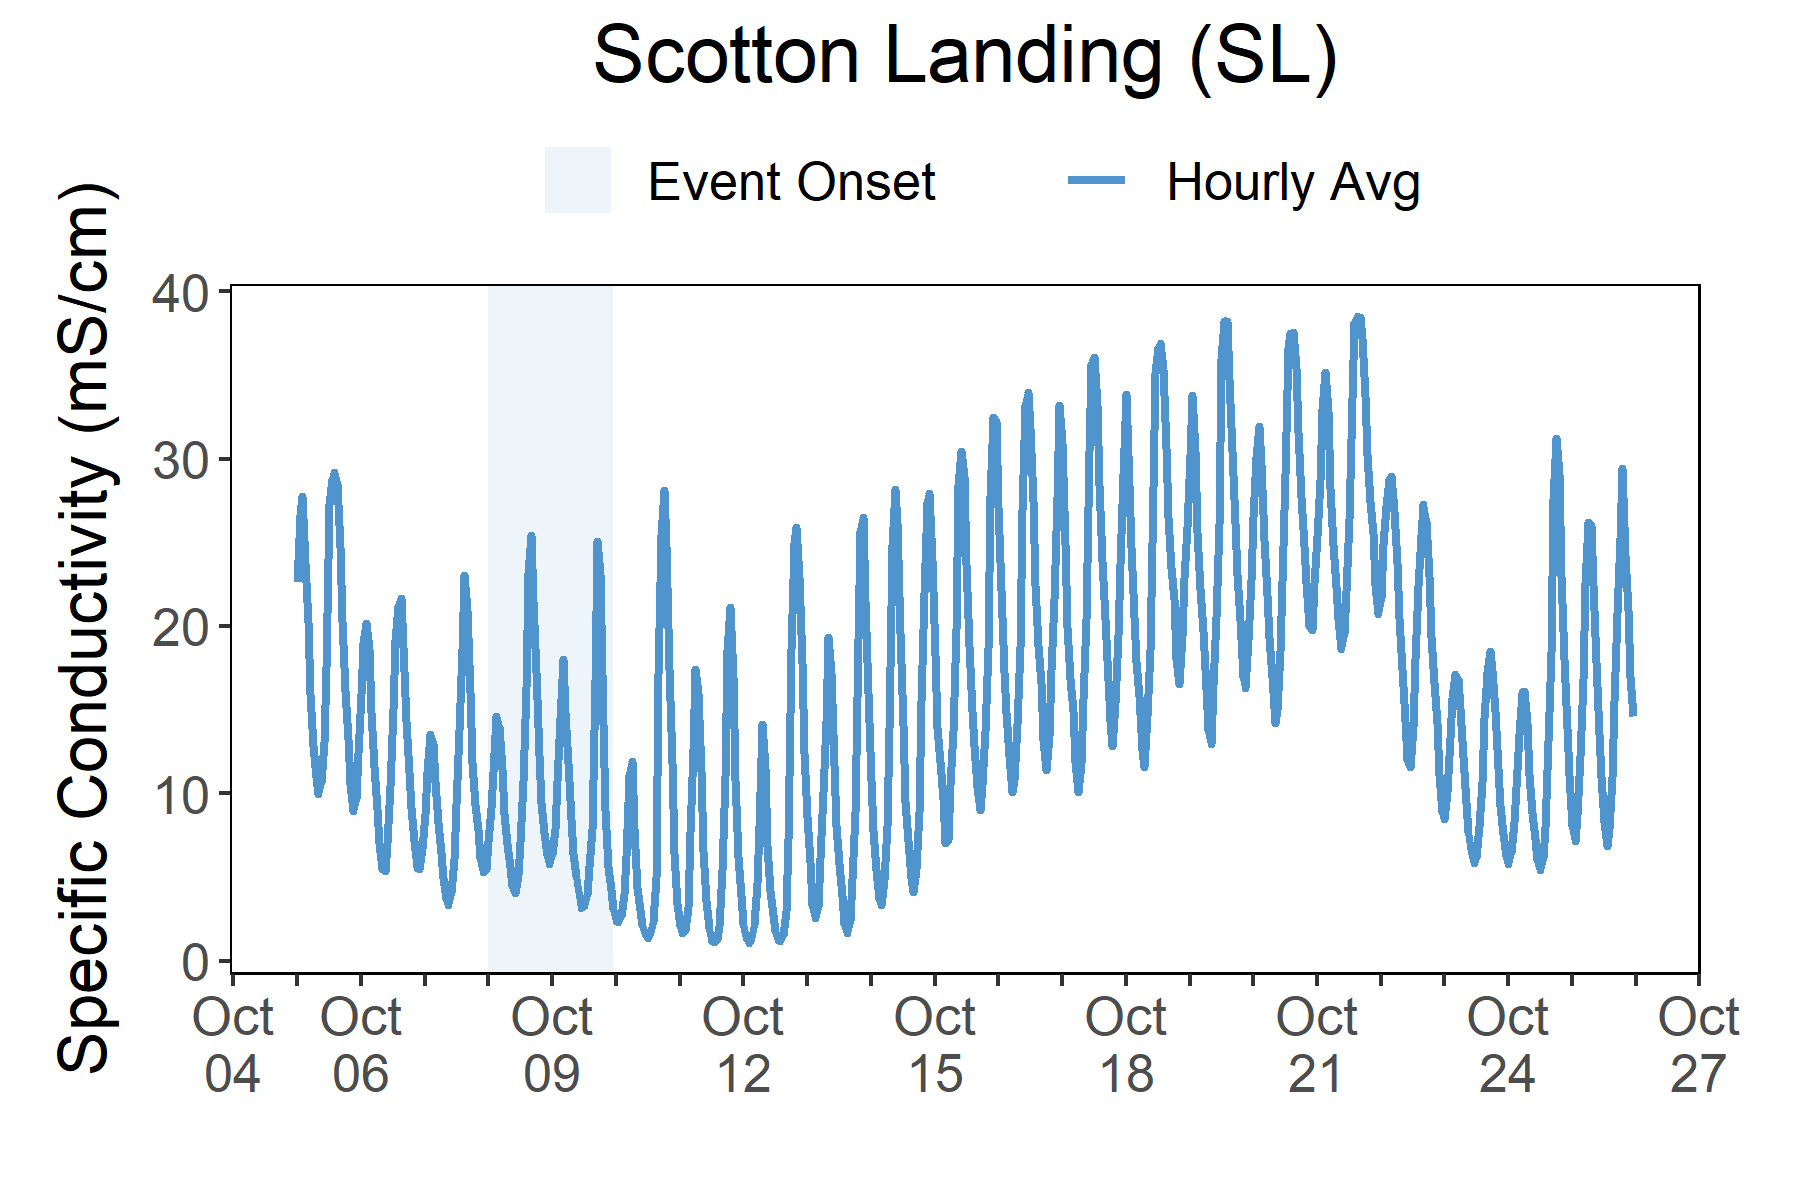 Scotton Landing (SL)
Event Onset
Hourly Avg
Specific Conductivity (mS/cm)
40
30
20
10
0
Oct 04
Oct 06
Oct 09
Oct 12
Oct 15
Oct 18
Oct 21
Oct 24
Oct 27